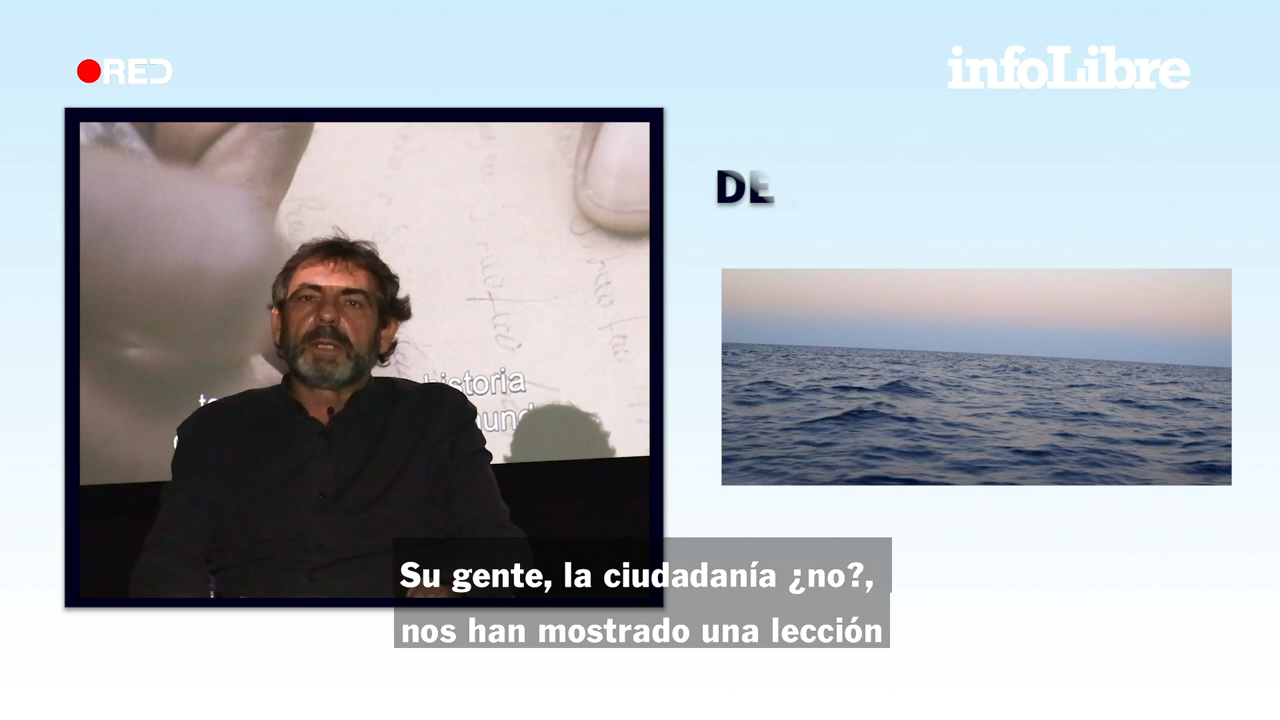 RED
infoLibre
DE
historia
Su gente, la ciudadanía ¿no?,
nos han mostrado una lección